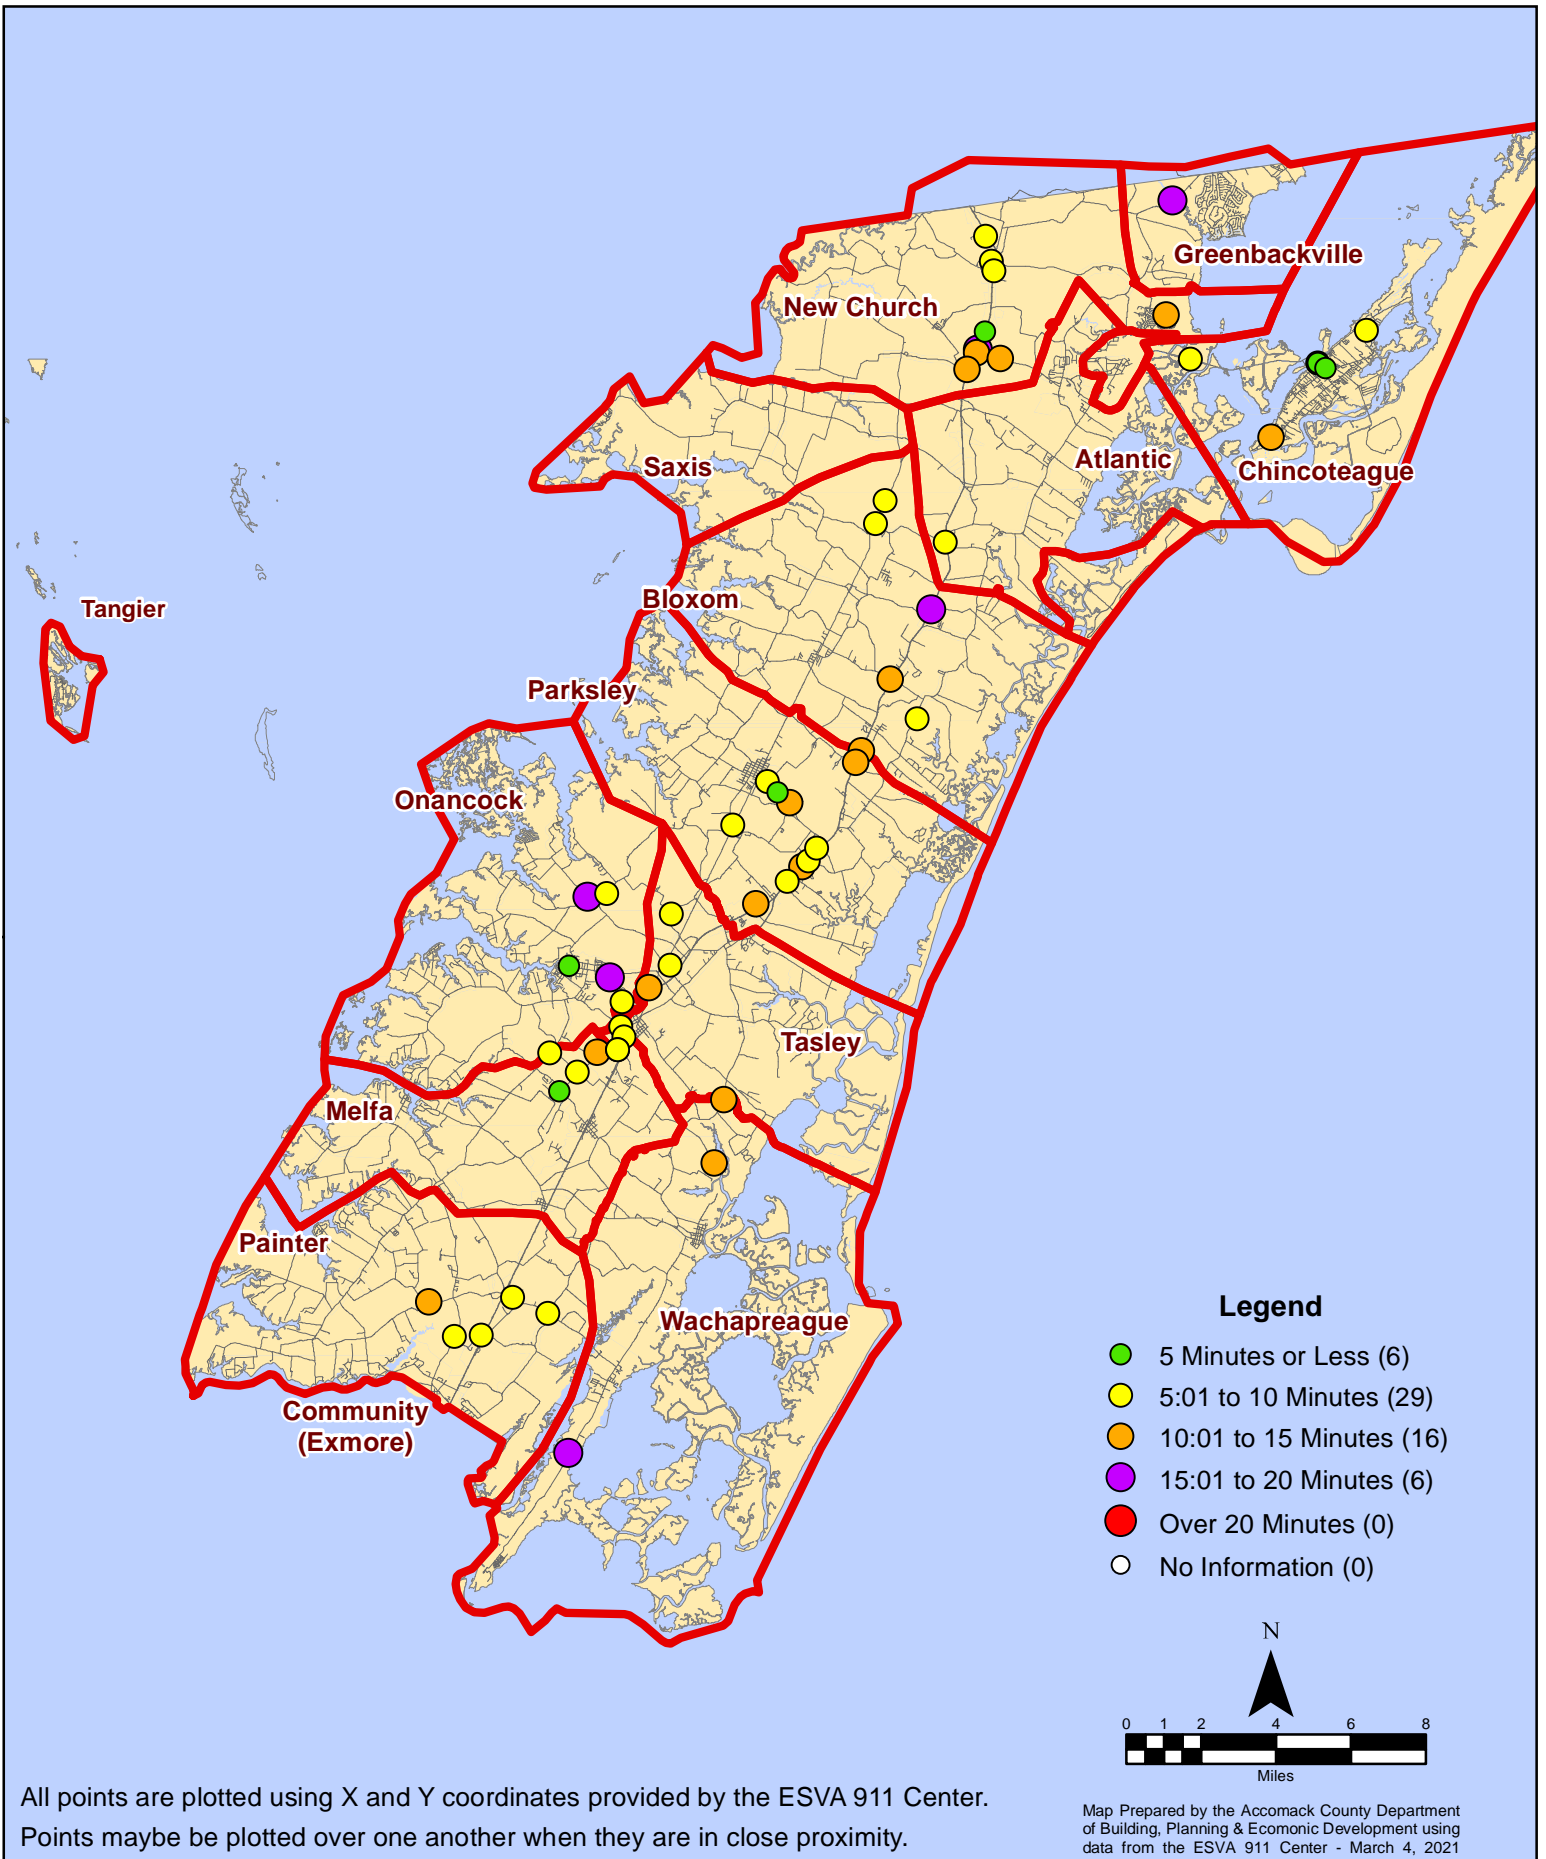 Greenbackville
New Church
Saxis
Atlantic
Chincoteague
Bloxom
Tangier
Parksley
Onancock
Tasley
Melfa
Painter
Wachapreague
Community
(Exmore)
Legend
5 Minutes or Less (6)
5:01 to 10 Minutes (29)
10:01 to 15 Minutes (16)
15:01 to 20 Minutes (6)
Over 20 Minutes (0)
No Information (0)
N
0 1 2 4 6 8
Miles
All points are plotted using X and Y coordinates provided by the ESVA 911 Center.
Points maybe be plotted over one another when they are in close proximity.
Map Prepared by the Accomack County Department
of Building, Planning & Ecomonic Development using
data from the ESVA 911 Center - March 4, 2021